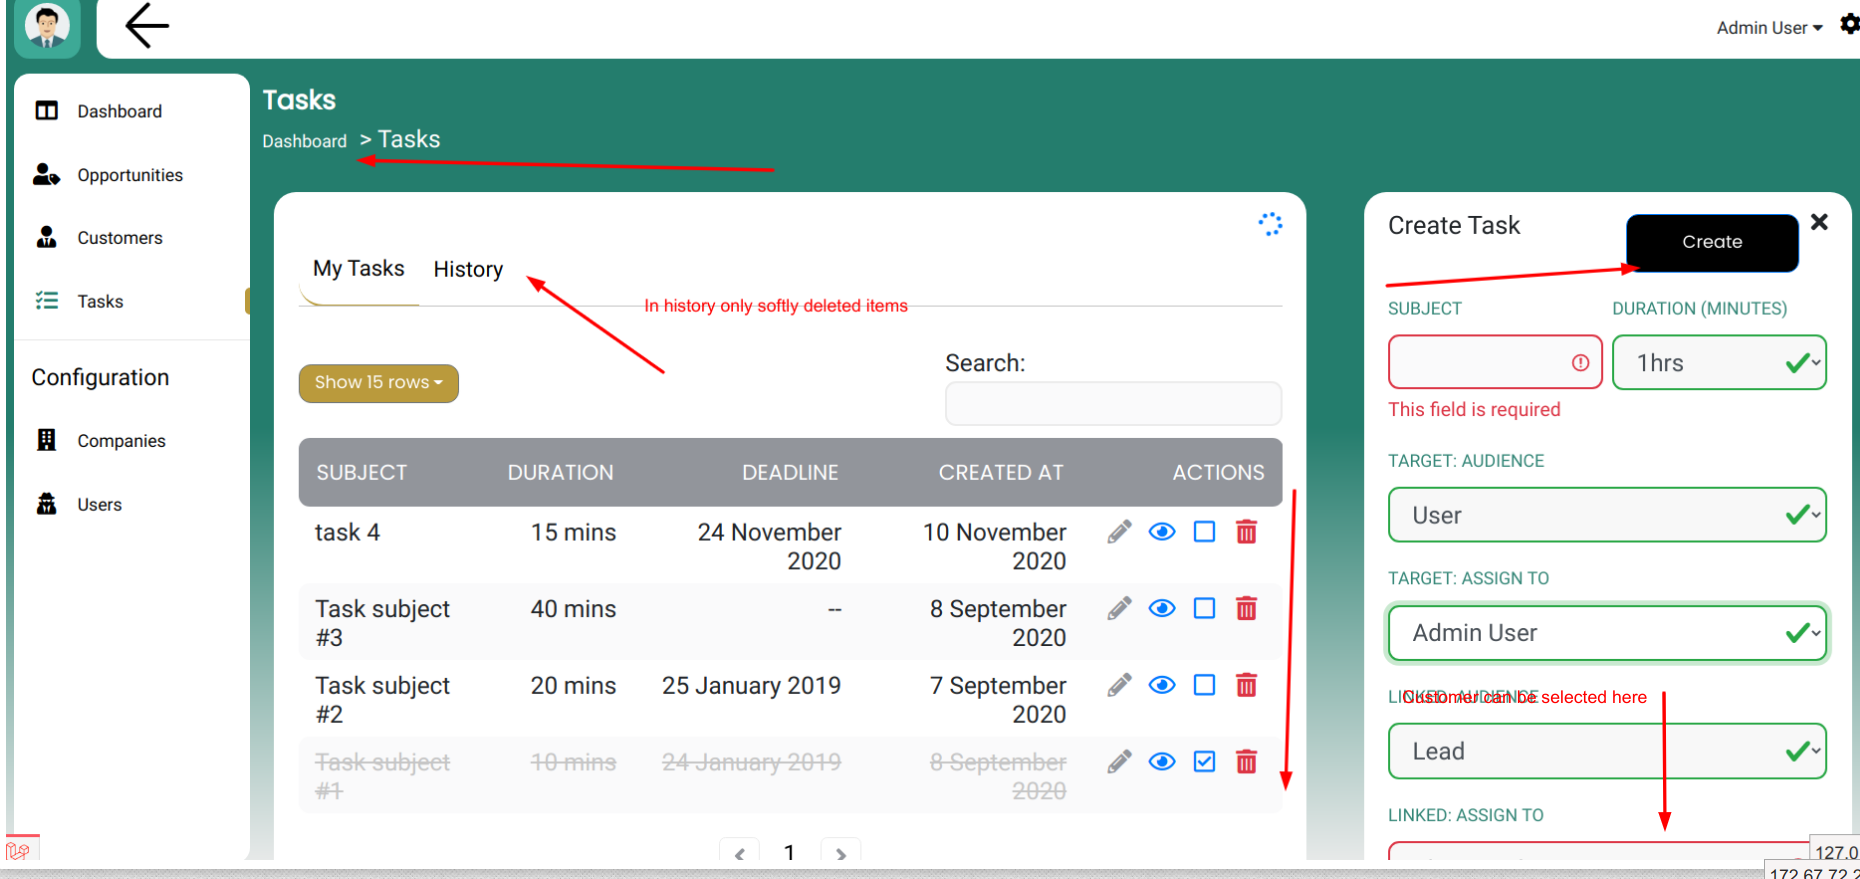 Admin User
Dashboard
Opportunities
Customers
Tasks
Configuration
Companies
Users
Tasks
Dashboard > Tasks
My Tasks History
In history only softly deleted items
Show 15 rows
Search:
SUBJECT DURATION DEADLINE CREATED AT ACTIONS
task 4 15 mins 24 November 10 November
2020 2020
Task subject 40 mins -- 8 September
#3 2020
Task subject 20 mins 25 January 2019 7 September
#2 2020
Task subject 10 mins 24 January 2019 8 September
#1 2020
1
Create Task
Create
SUBJECT DURATION (MINUTES)
1hrs
This field is required
TARGET: AUDIENCE
User
TARGET: ASSIGN TO
Admin User
LINKED: AUDIENCE
Customer can be selected here
Lead
LINKED: ASSIGN TO
127.0
172.67.72.2